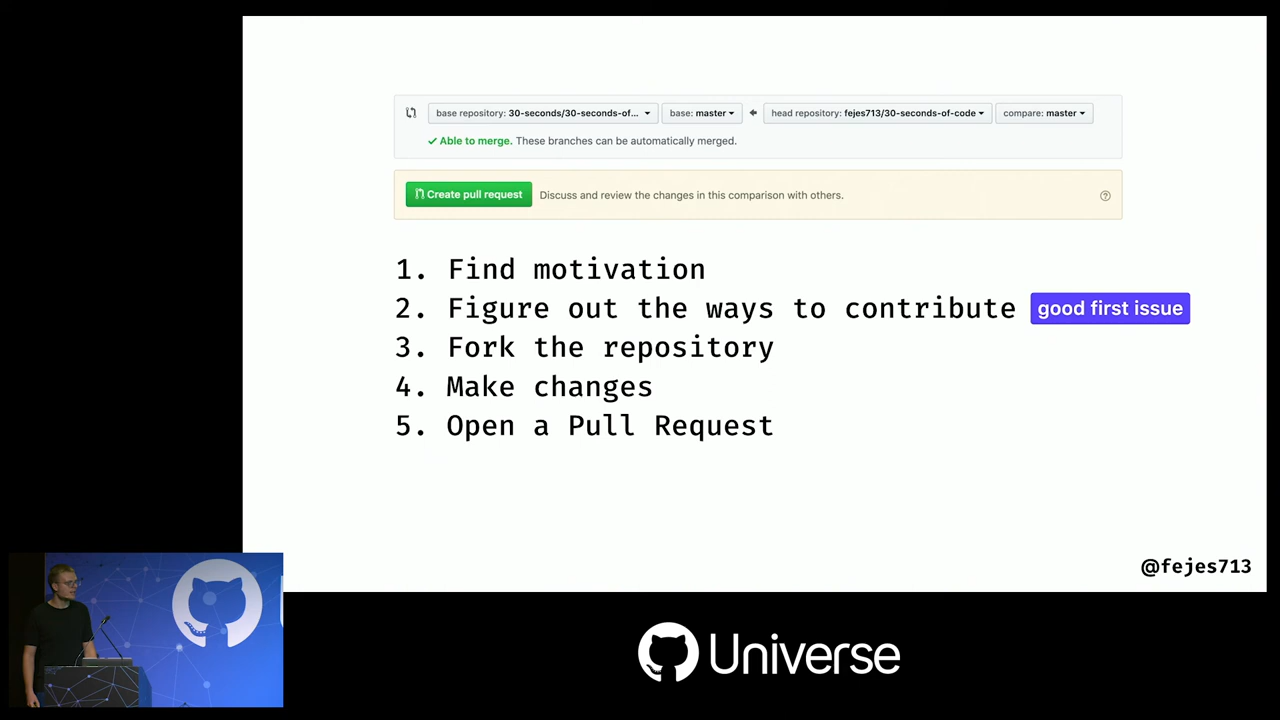 base repository: 30-seconds/30-seconds-of... base: master head repository: fejes713/30-seconds-of-code compare: master
Able to merge. These branches can be automatically merged.
Create pull request Discuss and review the changes in this comparison with others.
1. Find motivation
2. Figure out the ways to contribute good first issue
3. Fork the repository
4. Make changes
5. Open a Pull Request
@fejes713
Universe